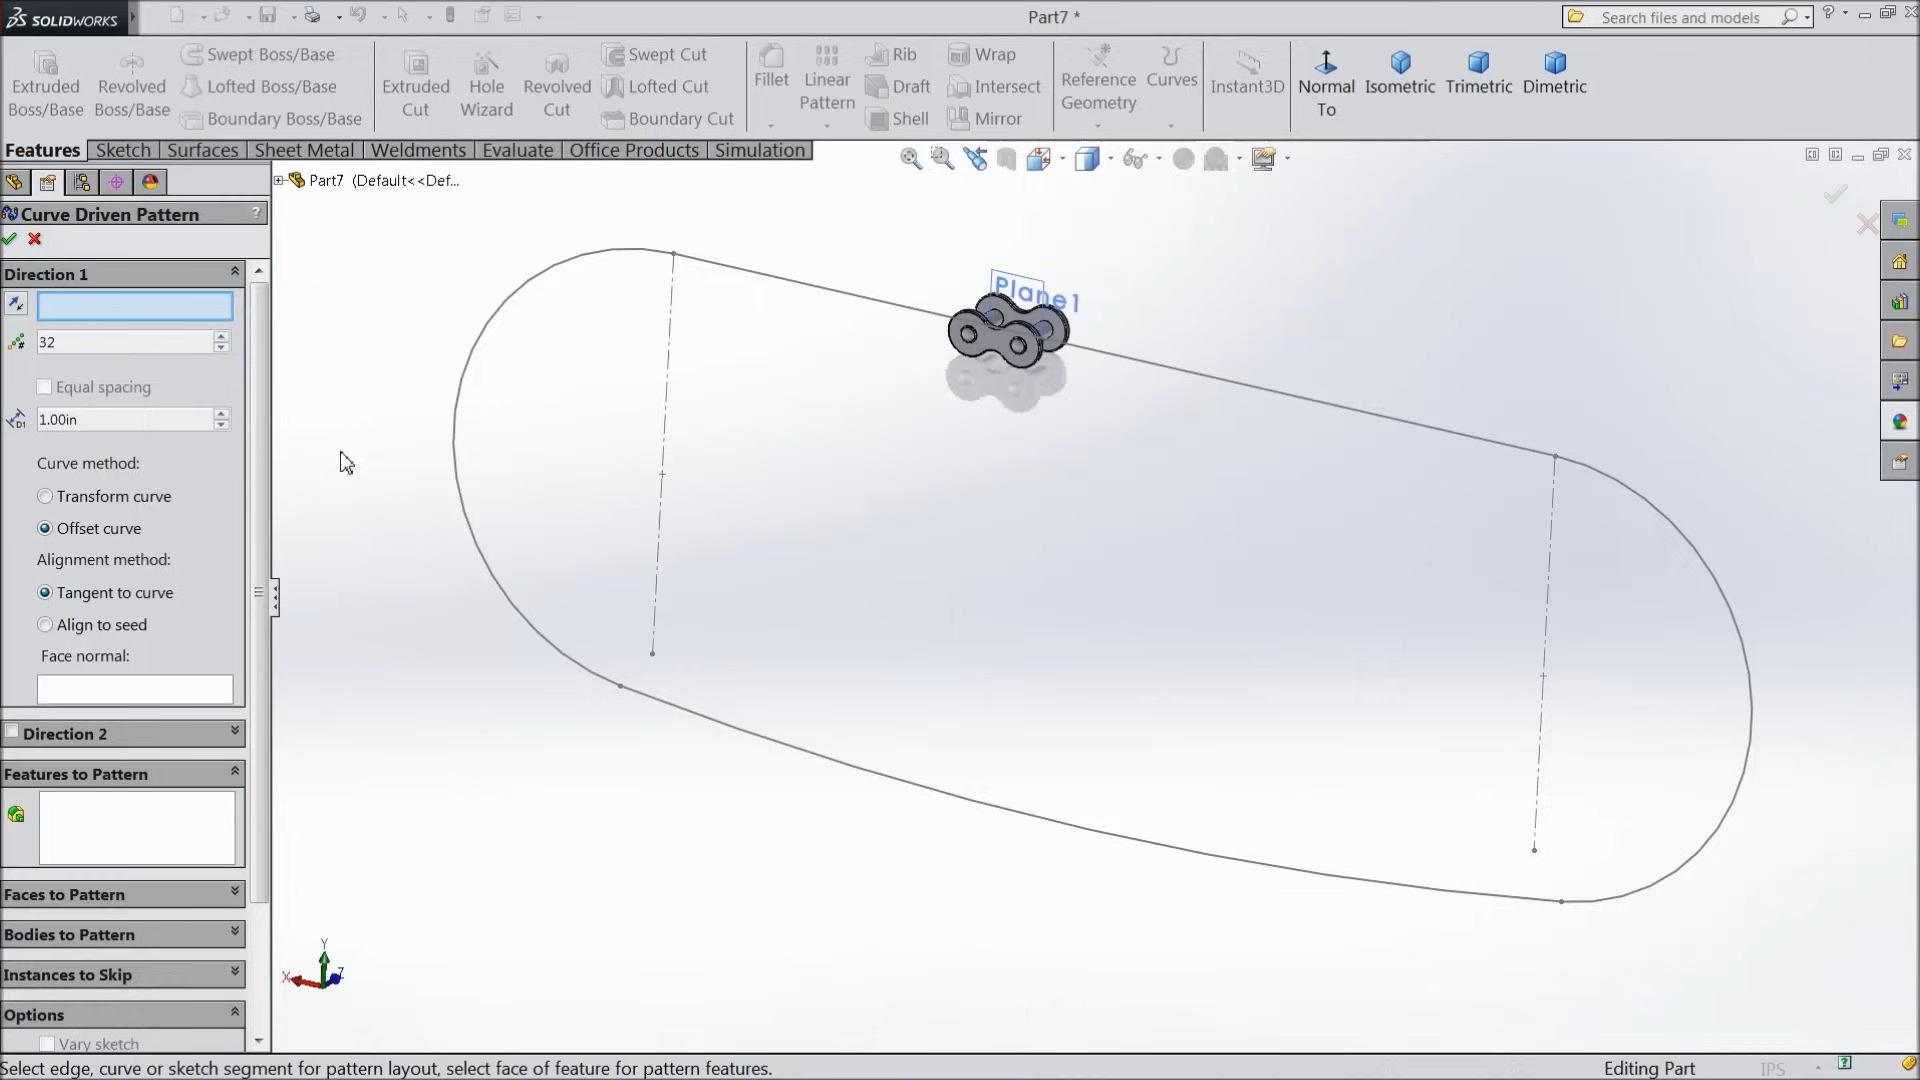 SOLIDWORKS
Part7 *
Search files and models
?
Extruded Boss/Base
Revolved Boss/Base
Swept Boss/Base
Lofted Boss/Base
Boundary Boss/Base
Extruded Cut
Hole Wizard
Revolved Cut
Swept Cut
Lofted Cut
Boundary Cut
Fillet
Linear Pattern
Rib
Draft
Shell
Wrap
Intersect
Mirror
Reference Geometry
Curves
Instant3D
Normal To
Isometric
Trimetric
Dimetric
Features
Sketch
Surfaces
Sheet Metal
Weldments
Evaluate
Office Products
Simulation
Part7 (Default<<Def...
Curve Driven Pattern
?
Direction 1
32
Equal spacing
D1
1.00in
Curve method:
Transform curve
Offset curve
Alignment method:
Tangent to curve
Align to seed
Face normal:
Direction 2
Features to Pattern
Faces to Pattern
Bodies to Pattern
Instances to Skip
Options
Vary sketch
Plane1
Y
X
Z
Select edge, curve or sketch segment for pattern layout, select face of feature for pattern features.
Editing Part
IPS